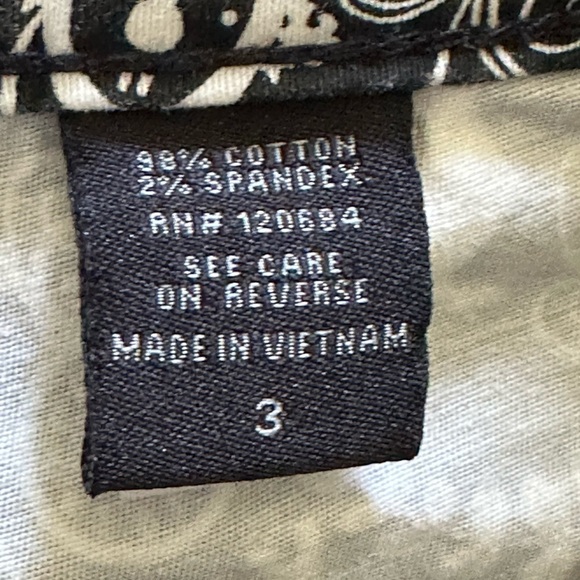 98% COTTON
2% SPANDEX
RN# 120684
SEE CARE
ON REVERSE
MADE IN VIETNAM
3